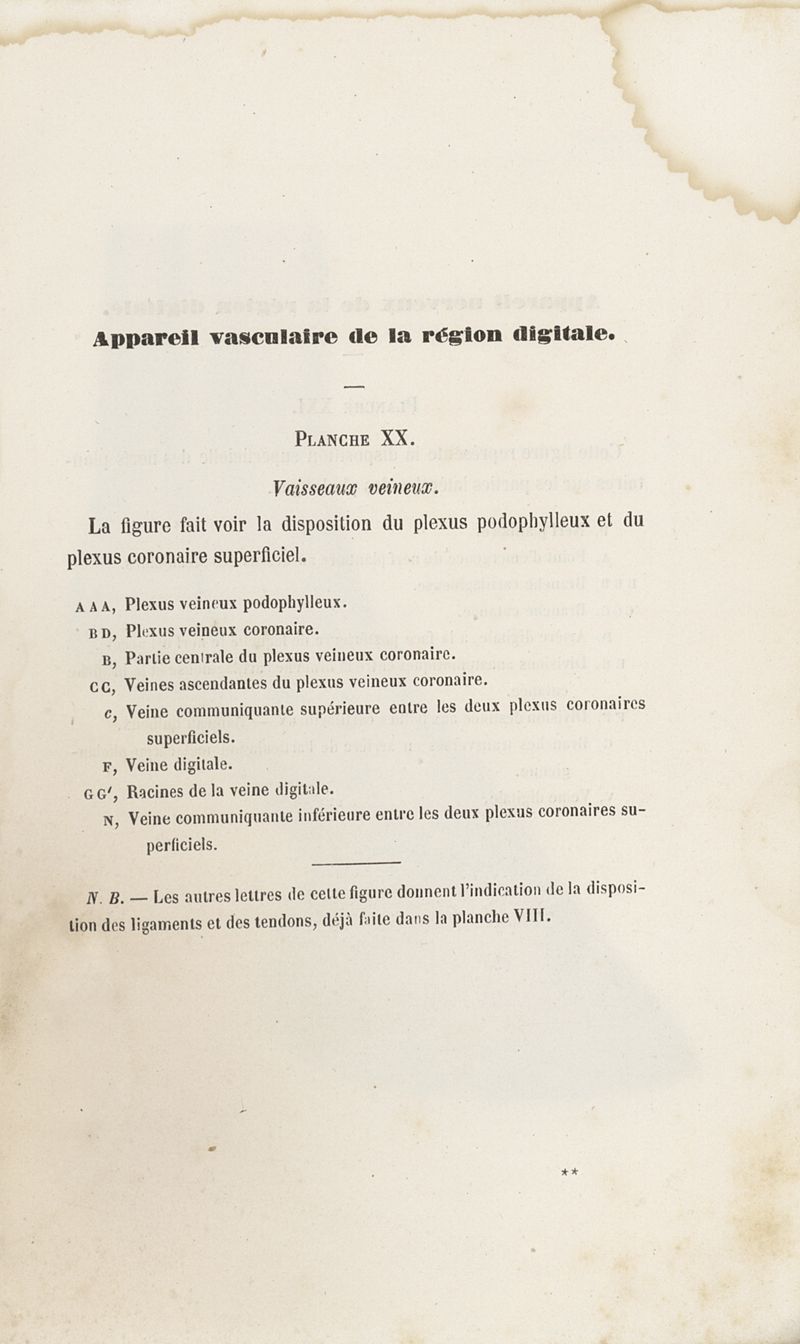 Appareil vasculaire de la région digitale.
PLANCHE XX.
Vaisseaux veineux.
La figure fait voir la disposition du plexus podophylleux et du
plexus coronaire superficiel.
A A A, Plexus veineux podophylleux.
B D, Plexus veineux coronaire.
B, Partie centrale du plexus veineux coronaire.
C C, Veines ascendantes du plexus veineux coronaire.
c, Veine communiquante supérieure entre les deux plexus coronaires
superficiels.
F, Veine digitale.
G G′, Racines de la veine digitale.
N, Veine communiquante inférieure entre les deux plexus coronaires su-
perficiels.
N. B. — Les autres lettres de cette figure donnent l'indication de la disposi-
tion des ligaments et des tendons, déjà faite dans la planche VIII.
**